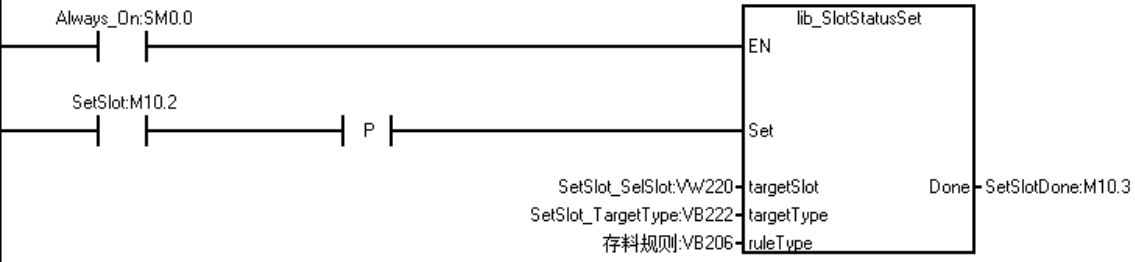 Always_On:SM0.0
lib_SlotStatusSet
EN
SetSlot:M10.2
P
Set
SetSlot_SelSlot:VW220
targetSlot
Done
SetSlotDone:M10.3
SetSlot_TargetType:VB222
targetType
存料规则:VB206
ruleType